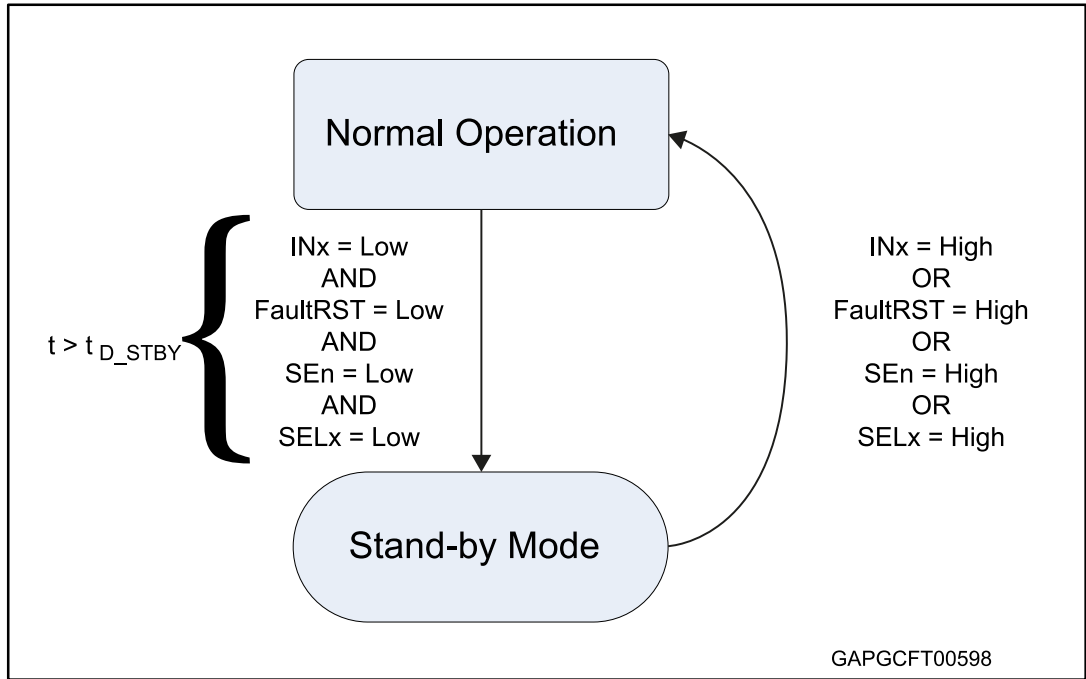 Normal Operation
t > t D_STBY
INx = Low
AND
FaultRST = Low
AND
SEn = Low
AND
SELx = Low
INx = High
OR
FaultRST = High
OR
SEn = High
OR
SELx = High
Stand-by Mode
GAPGCFT00598